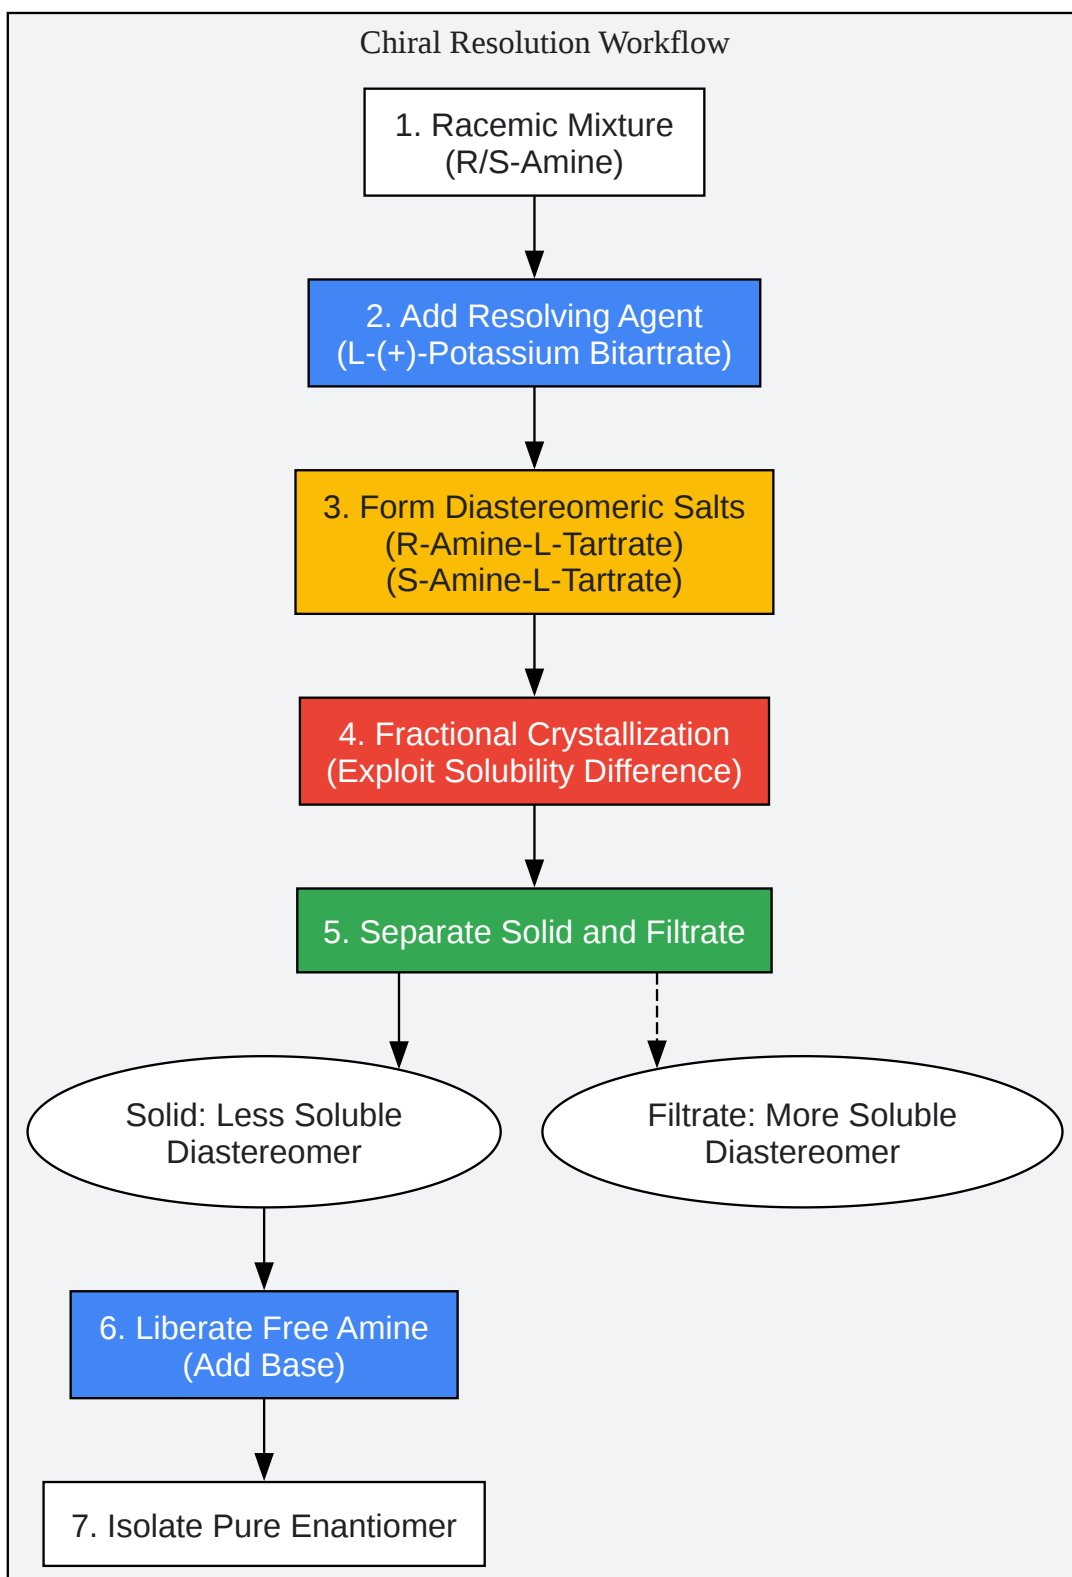 Chiral Resolution Workflow
1. Racemic Mixture
(R/S-Amine)
2. Add Resolving Agent
(L-(+)-Potassium Bitartrate)
3. Form Diastereomeric Salts
(R-Amine-L-Tartrate)
(S-Amine-L-Tartrate)
4. Fractional Crystallization
(Exploit Solubility Difference)
5. Separate Solid and Filtrate
Solid: Less Soluble
Diastereomer
Filtrate: More Soluble
Diastereomer
6. Liberate Free Amine
(Add Base)
7. Isolate Pure Enantiomer